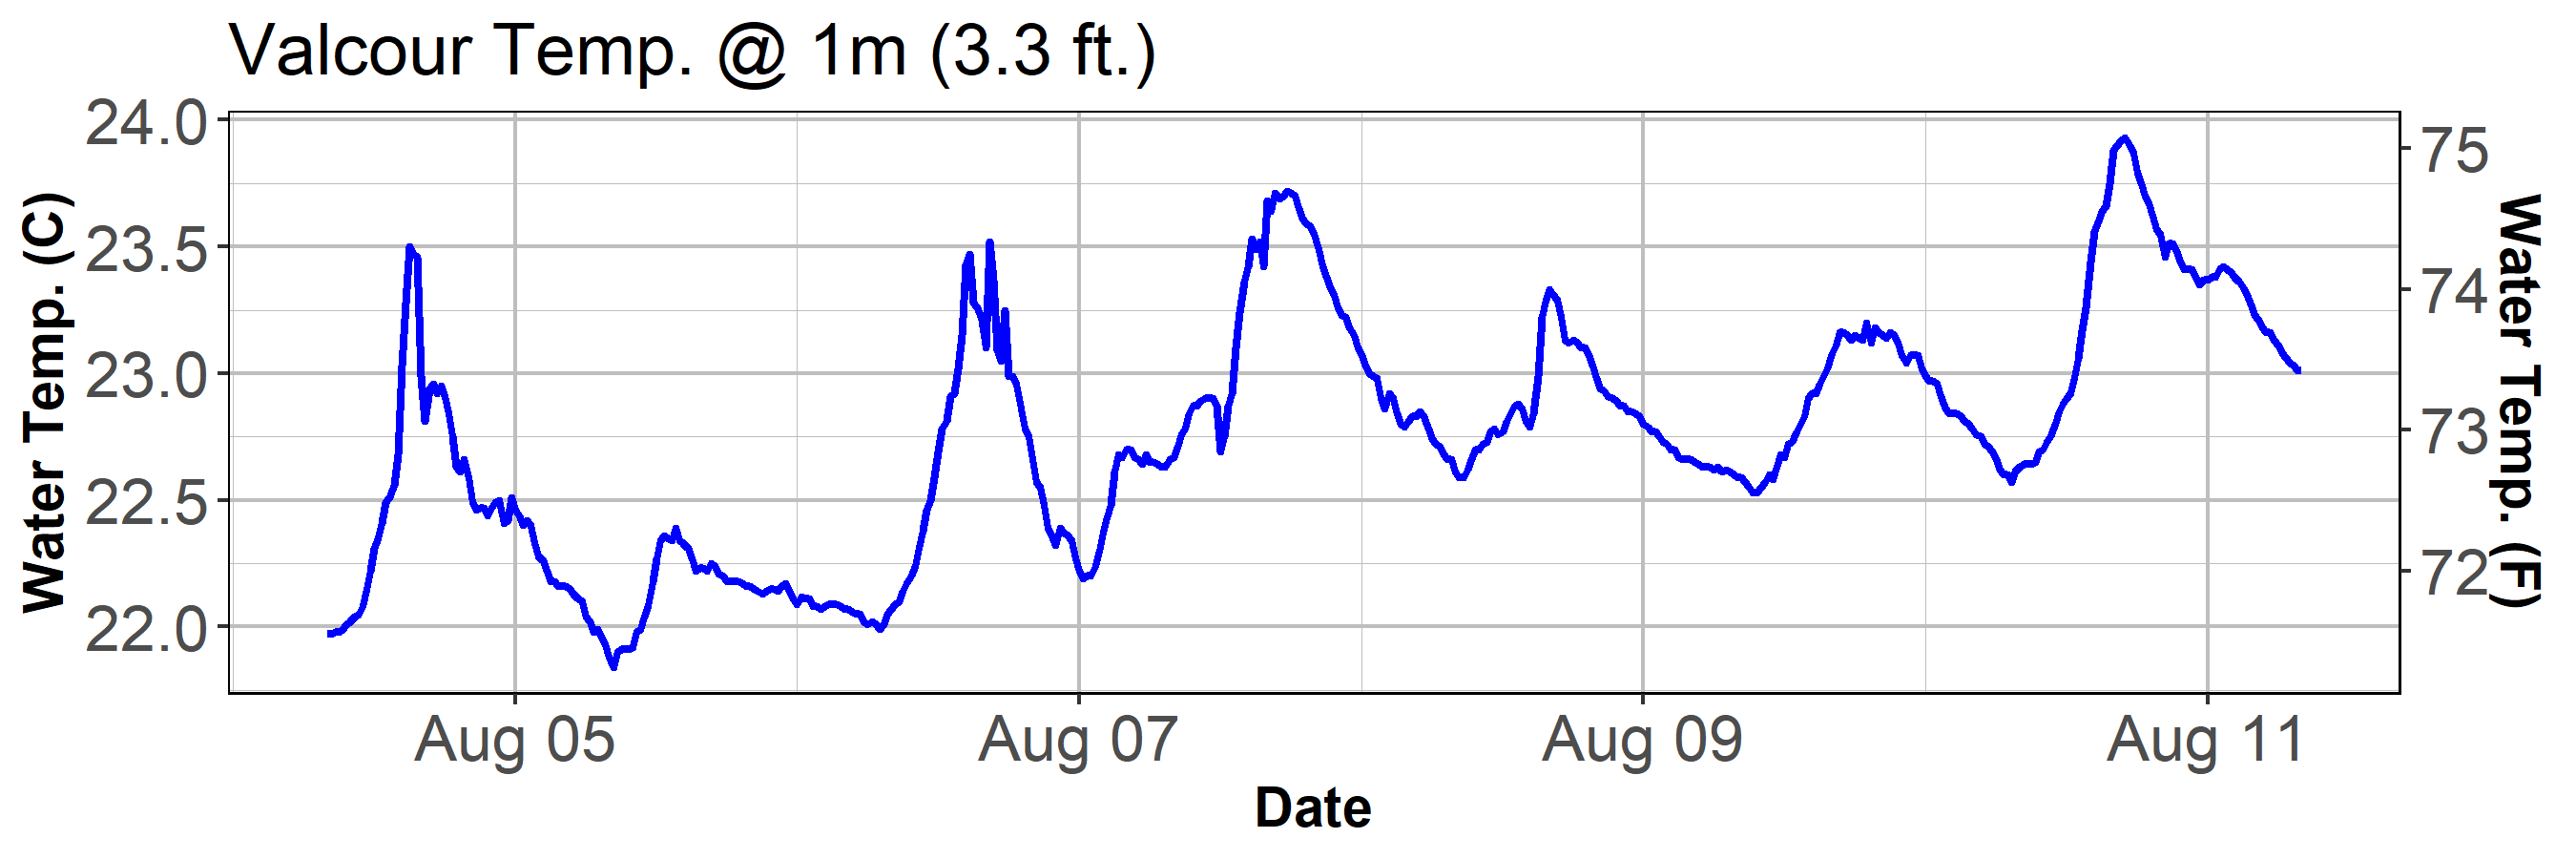 Valcour Temp. @ 1m (3.3 ft.)
Water Temp. (C)
24.0
23.5
23.0
22.5
22.0
75
74
73
72
Water Temp. (F)
Aug 05
Aug 07
Aug 09
Aug 11
Date